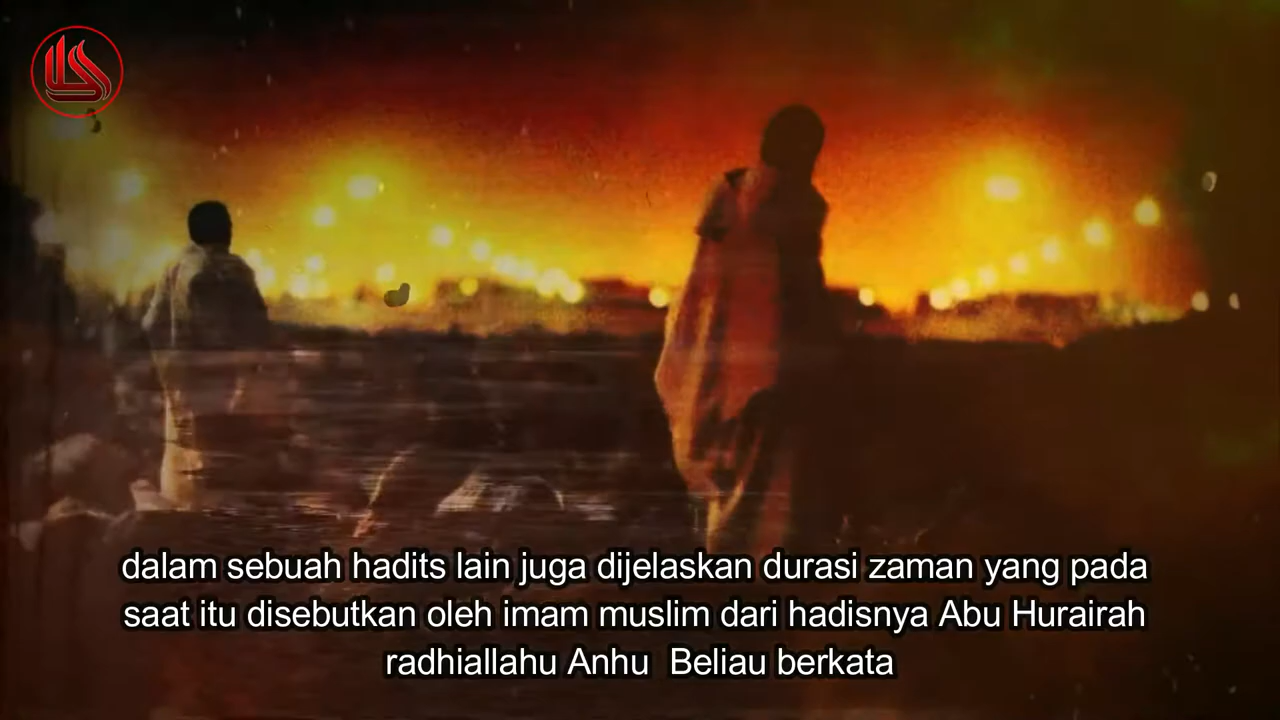 dalam sebuah hadits lain juga dijelaskan durasi zaman yang pada
saat itu disebutkan oleh imam muslim dari hadisnya Abu Hurairah
radhiallahu Anhu  Beliau berkata